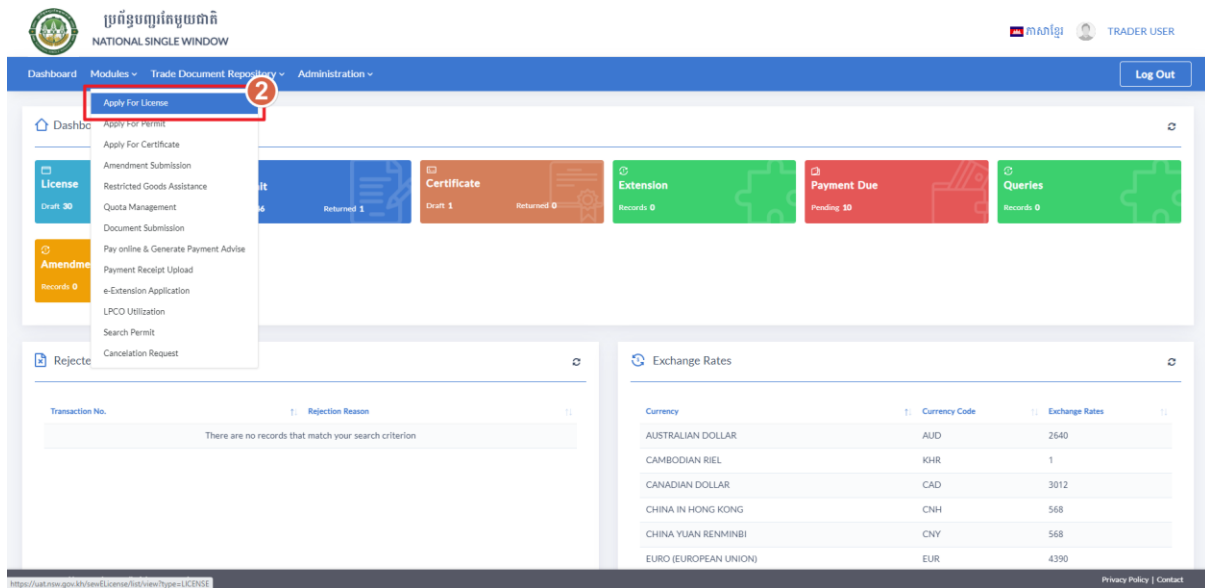 ប្រព័ន្ធបញ្ជរតែមួយជាតិ
NATIONAL SINGLE WINDOW
ភាសាខ្មែរ
TRADER USER
Dashboard Modules Trade Document Repository Administration
Log Out
2
Apply For License
Apply For Permit
Apply For Certificate
Amendment Submission
Restricted Goods Assistance
Quota Management
Document Submission
Pay online & Generate Payment Advise
Payment Receipt Upload
e-Extension Application
LPCO Utilization
Search Permit
Cancelation Request
License
Draft 30
Returned 1
Certificate
Draft 1 Returned 0
Extension
Records 0
Payment Due
Pending 10
Queries
Records 0
Records 0
Exchange Rates
Transaction No. Rejection Reason
There are no records that match your search criterion
Currency Currency Code Exchange Rates
AUSTRALIAN DOLLAR AUD 2640
CAMBODIAN RIEL KHR 1
CANADIAN DOLLAR CAD 3012
CHINA IN HONG KONG CNH 568
CHINA YUAN RENMINBI CNY 568
EURO (EUROPEAN UNION) EUR 4390
https://uat.nsw.gov.kh/sewELicense/list/view?type=LICENSE
Privacy Policy | Contact